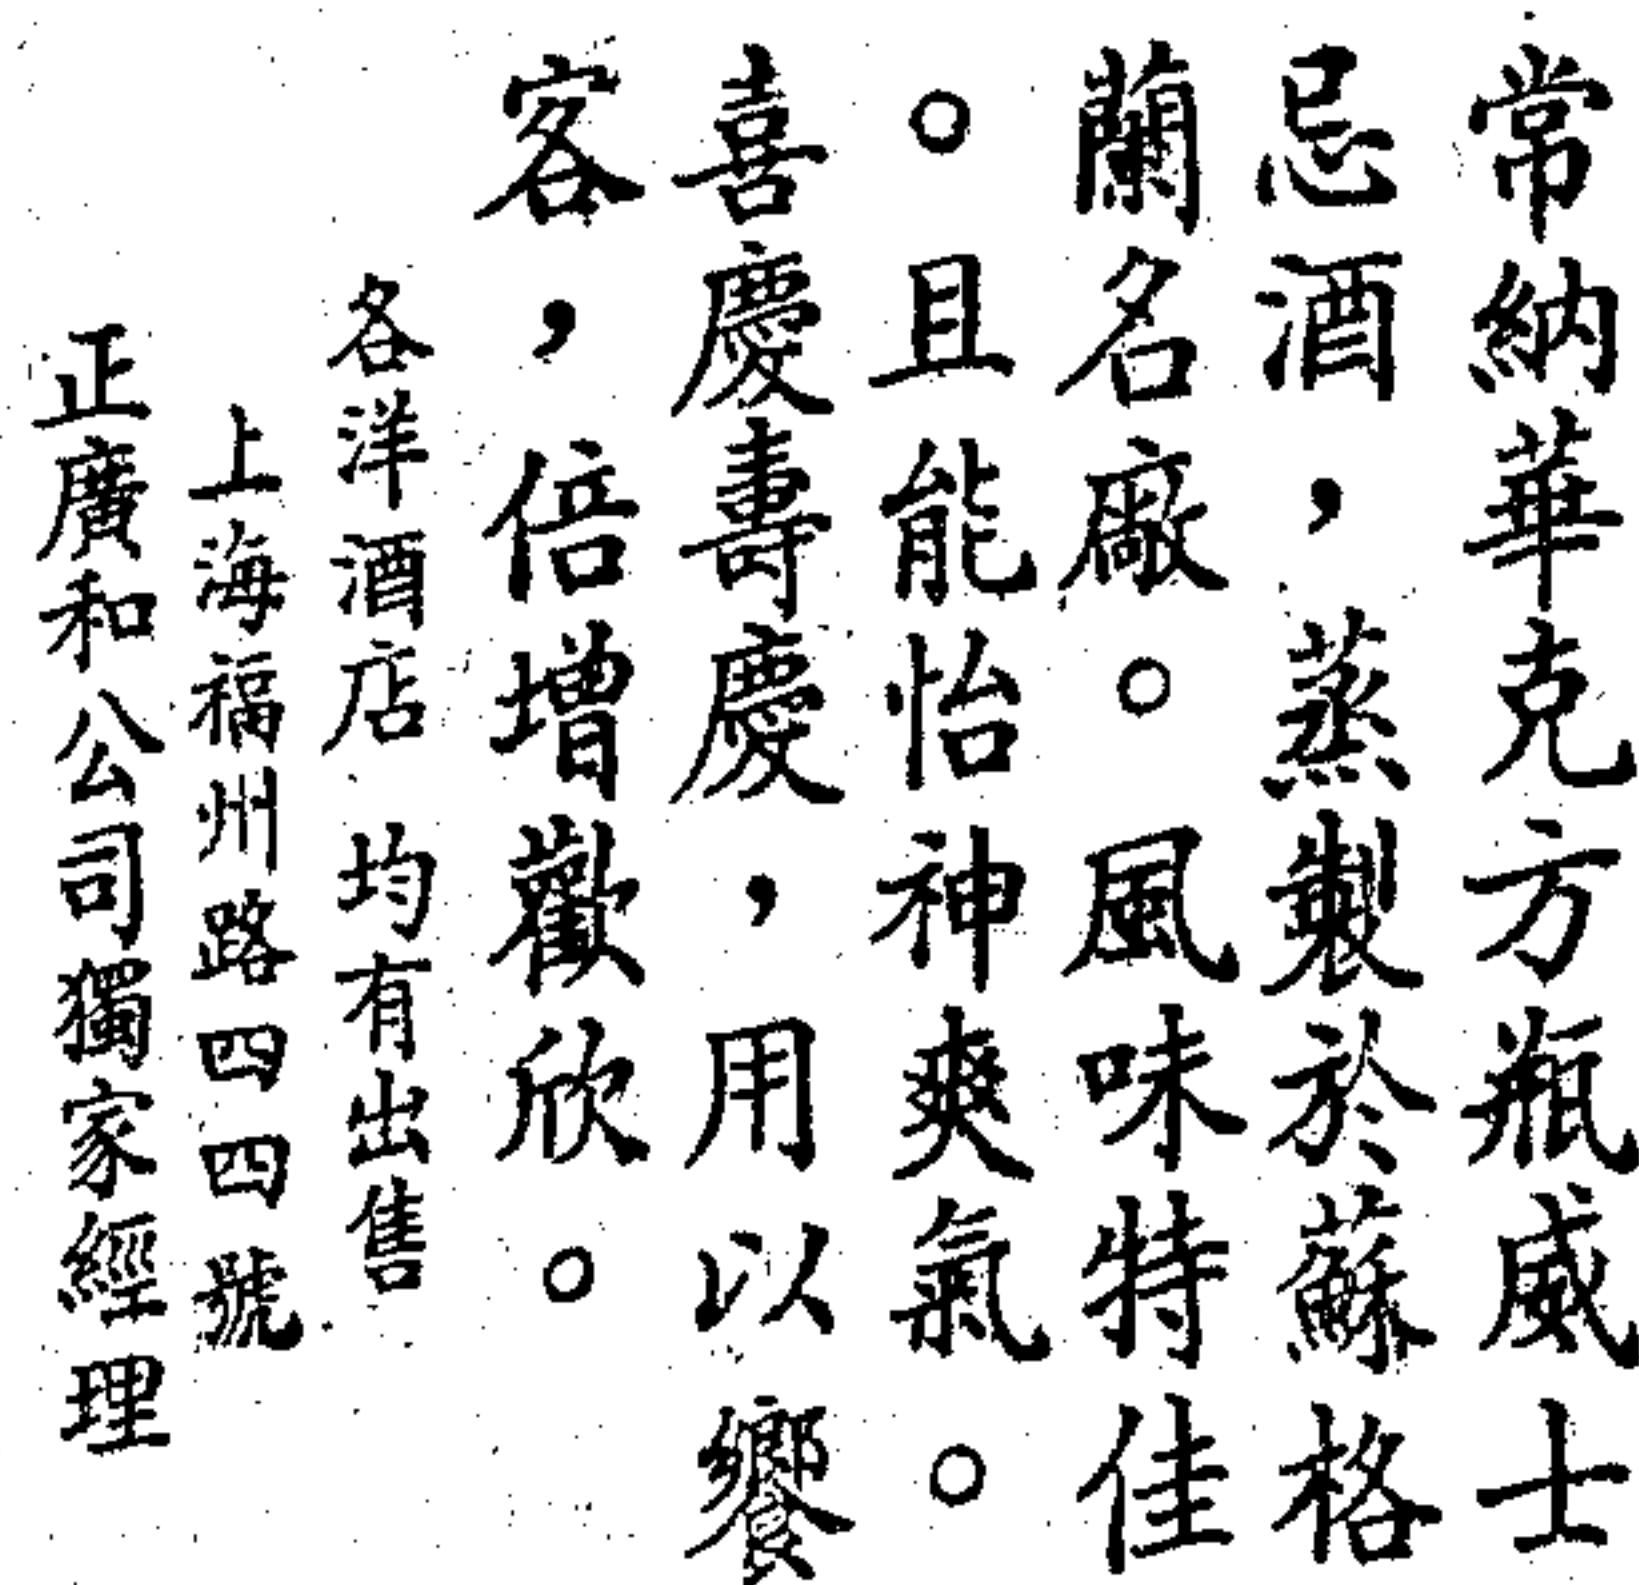 常納華克方瓶威士
忌酒，蒸製於蘇格
蘭名廠。風味特佳
。且能怡神爽氣。
喜慶壽慶，用以饗
客，倍增歡欣。
各洋酒店 均有出售
上海福州路四四號
正廣和公司獨家經理